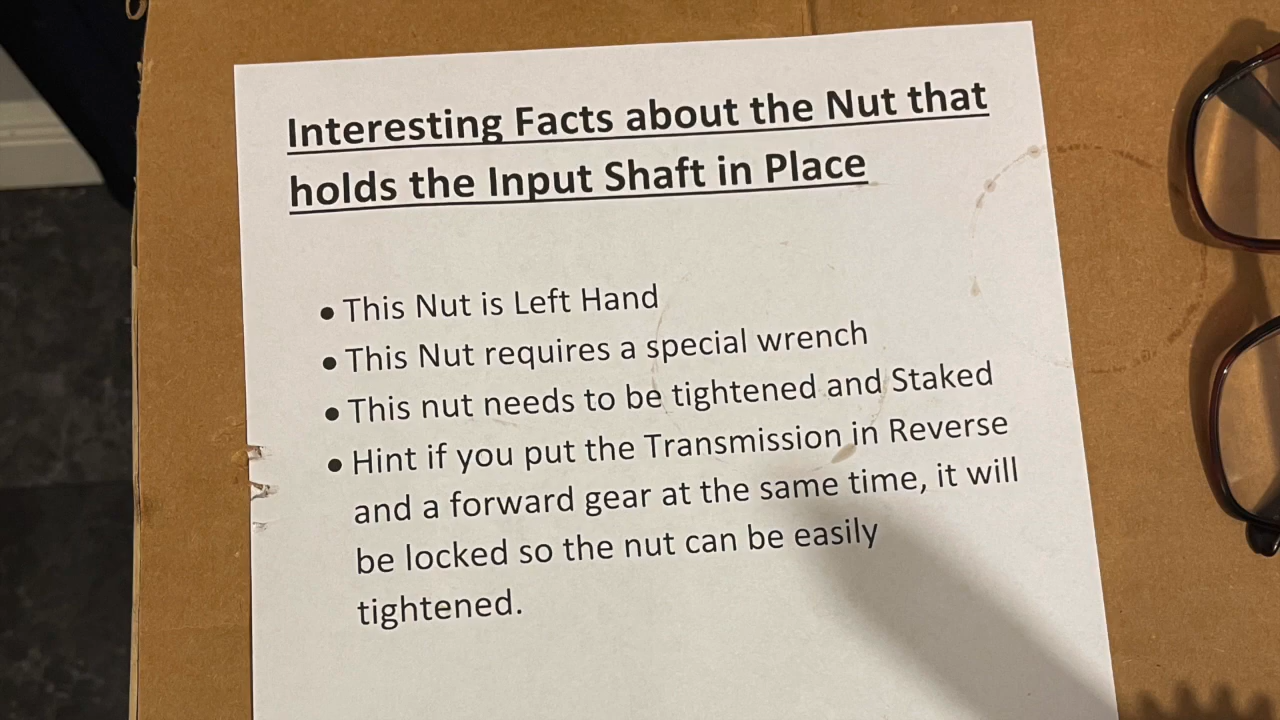 Interesting Facts about the Nut that
holds the Input Shaft in Place
• This Nut is Left Hand
• This Nut requires a special wrench
• This nut needs to be tightened and Staked
• Hint if you put the Transmission in Reverse
and a forward gear at the same time, it will
be locked so the nut can be easily
tightened.